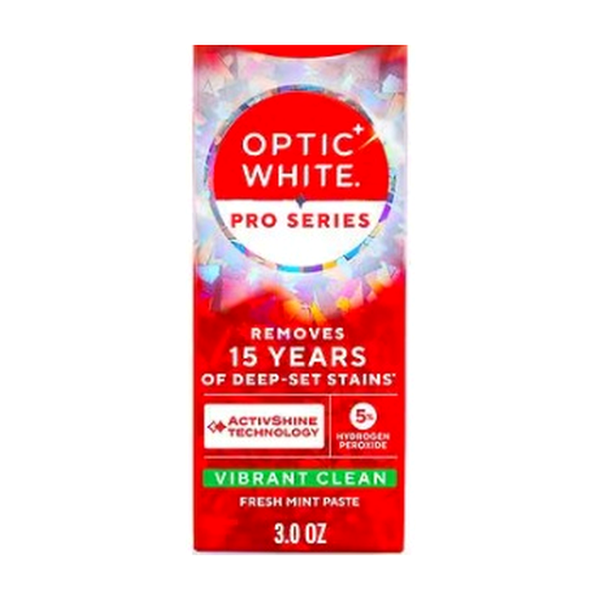 OPTIC+
WHITE.
PRO SERIES
REMOVES
15 YEARS
OF DEEP-SET STAINS*
ACTIVSHINE
TECHNOLOGY
5%
HYDROGEN
PEROXIDE
VIBRANT CLEAN
FRESH MINT PASTE
3.0 OZ